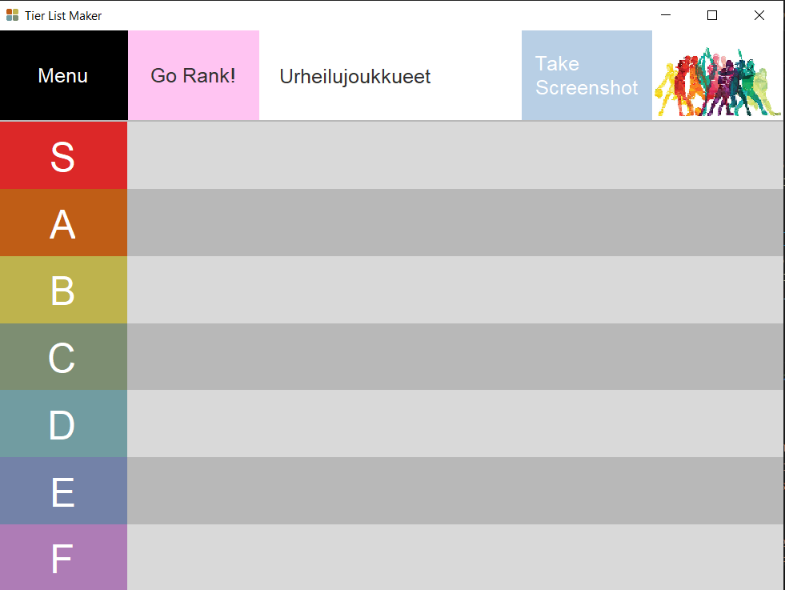 Tier List Maker
Menu
Go Rank!
Urheilujoukkueet
Take
Screenshot
S
A
B
C
D
E
F